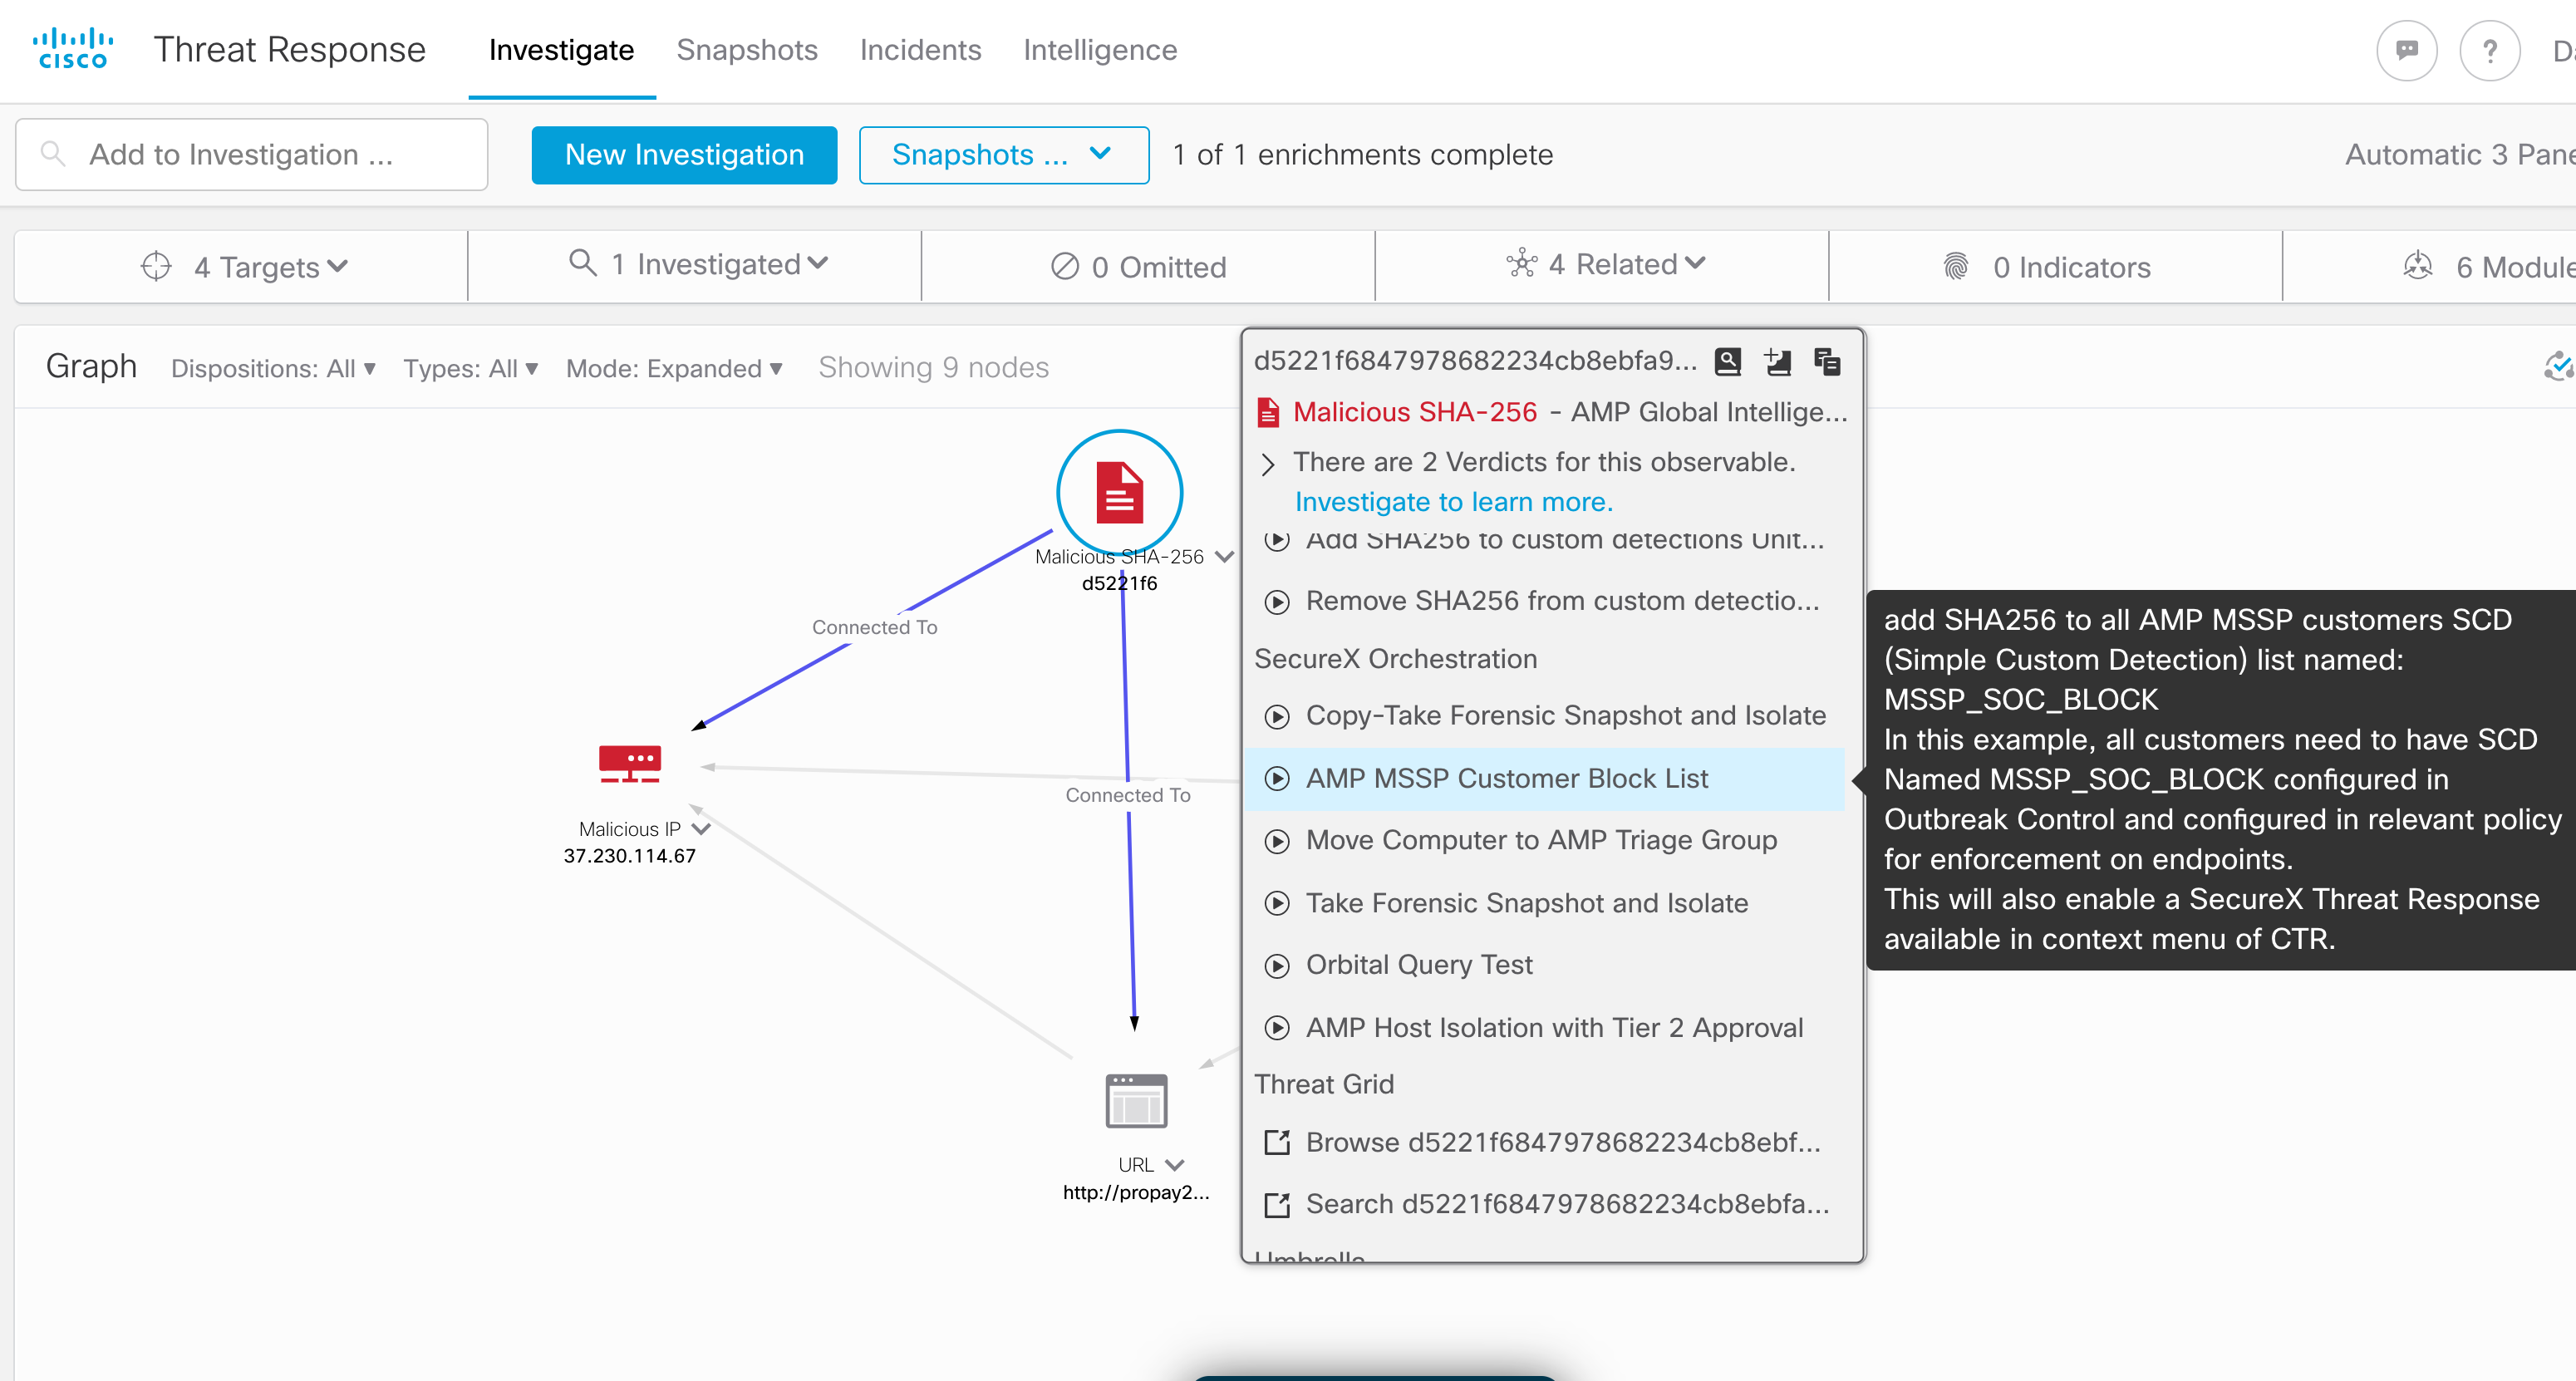 CISCO
Threat Response
Investigate
Snapshots
Incidents
Intelligence
?
Add to Investigation ...
New Investigation
Snapshots ...
1 of 1 enrichments complete
Automatic 3
4 Targets
1 Investigated
0 Omitted
4 Related
0 Indicators
6
Graph
Dispositions: All
Types: All
Mode: Expanded
Showing 9 nodes
Malicious SHA-256
d5221f6
Connected To
Malicious IP
37.230.114.67
Connected To
URL
http://propay2...
d5221f6847978682234cb8ebfa9...
Malicious SHA-256 - AMP Global Intellige...
There are 2 Verdicts for this observable.
Investigate to learn more.
Add SHA256 to custom detections Unit...
Remove SHA256 from custom detectio...
SecureX Orchestration
Copy-Take Forensic Snapshot and Isolate
AMP MSSP Customer Block List
Move Computer to AMP Triage Group
Take Forensic Snapshot and Isolate
Orbital Query Test
AMP Host Isolation with Tier 2 Approval
Threat Grid
Browse d5221f6847978682234cb8ebf...
Search d5221f6847978682234cb8ebfa...
Umbrella
add SHA256 to all AMP MSSP customers SCD
(Simple Custom Detection) list named:
MSSP_SOC_BLOCK
In this example, all customers need to have SCD
Named MSSP_SOC_BLOCK configured in
Outbreak Control and configured in relevant policy
for enforcement on endpoints.
This will also enable a SecureX Threat Response
available in context menu of CTR.